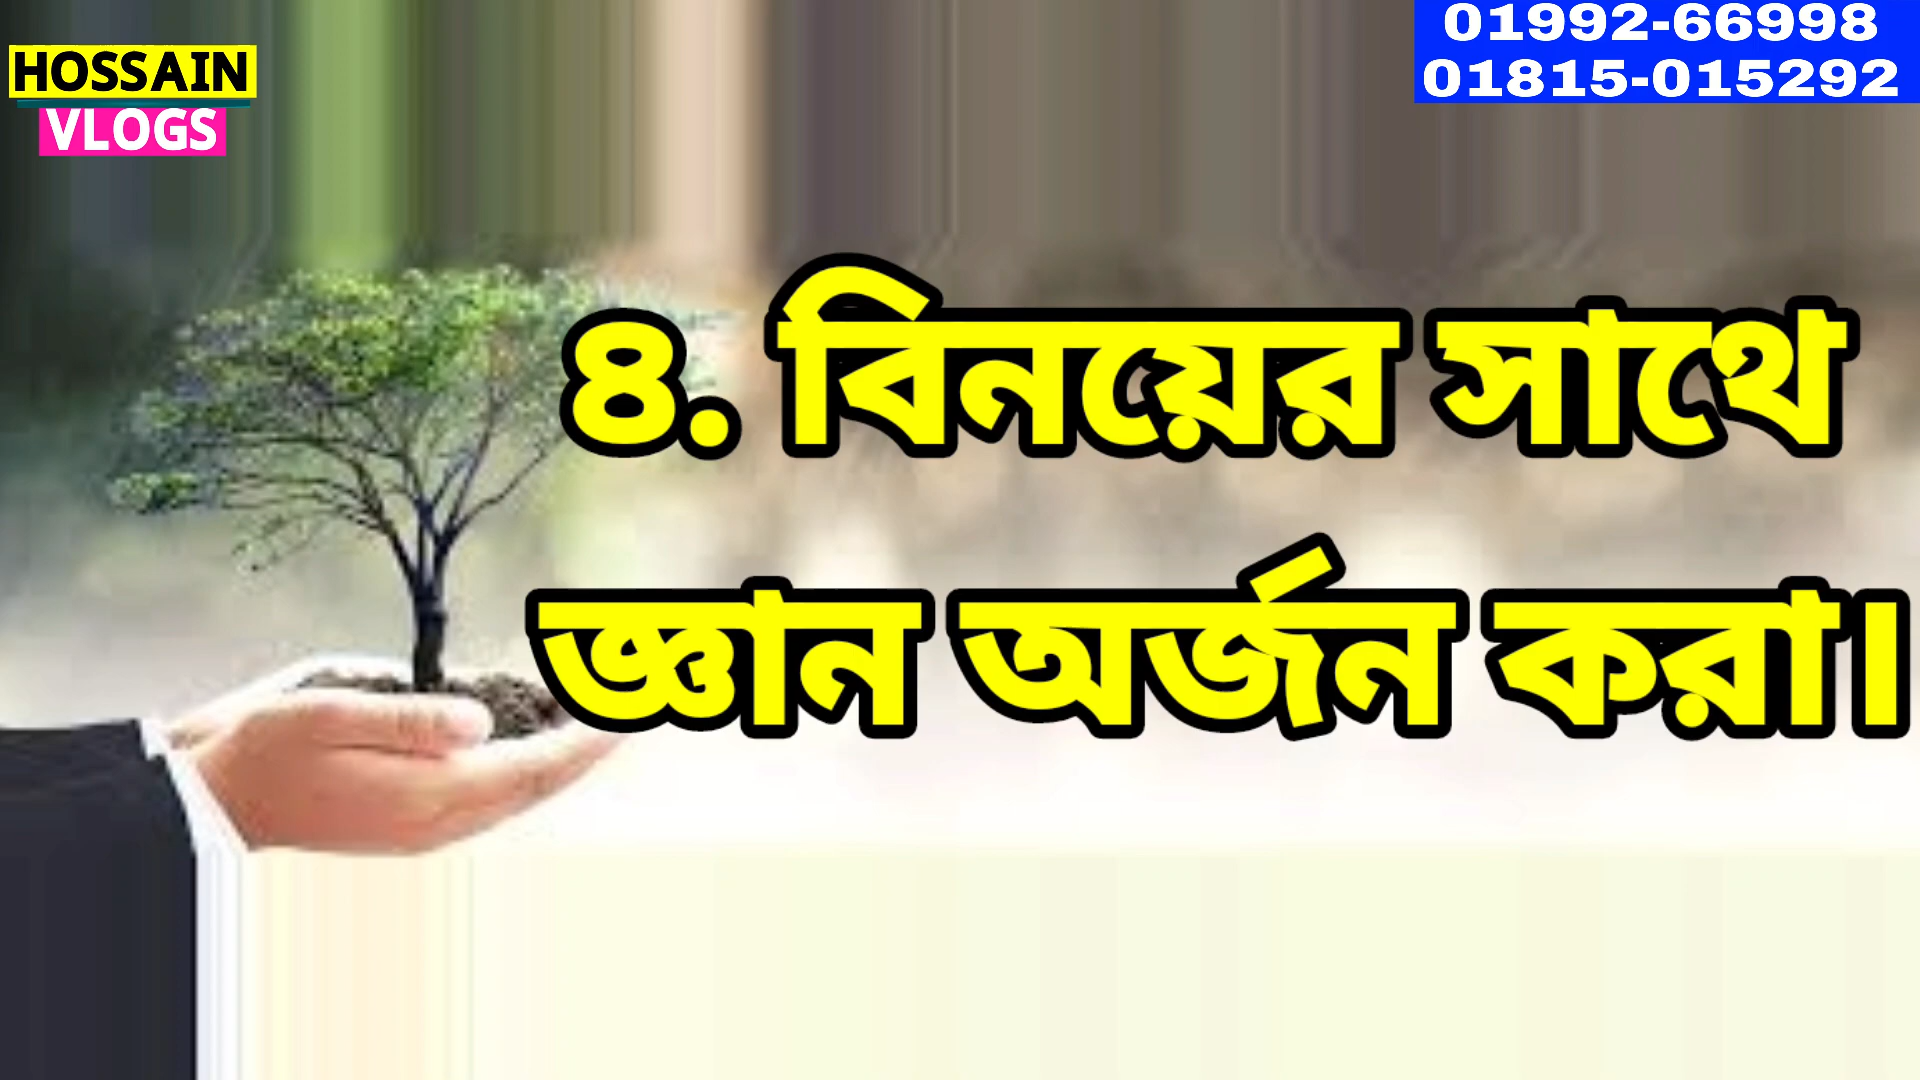 HOSSAIN
VLOGS
01992-66998
01815-015292
৪. বিনয়ের সাথে
জ্ঞান অর্জন করা।